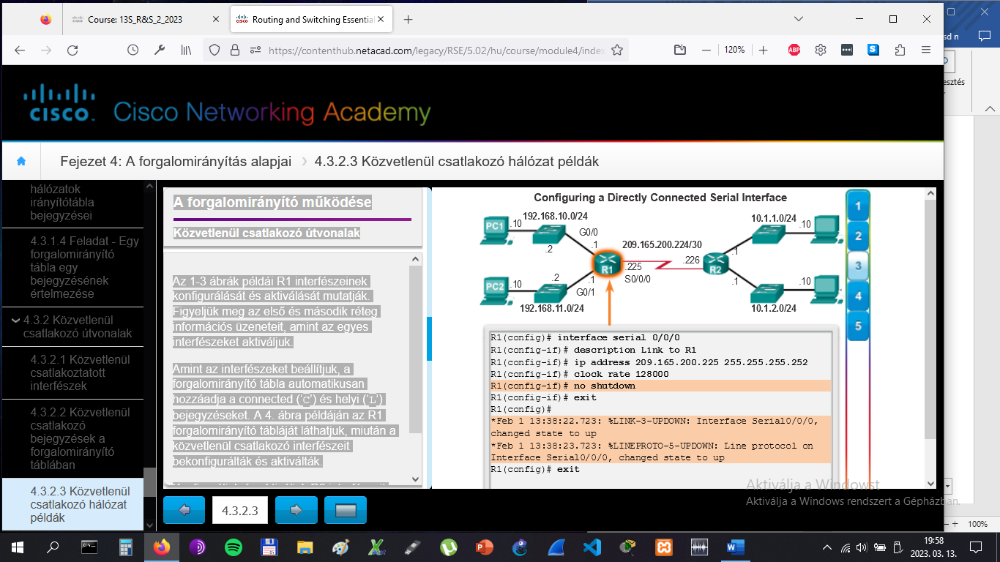 Course: 13S_R&S_2_2023
Routing and Switching Essential
sd n
https://contenthub.netacad.com/legacy/RSE/5.02/hu/course/module4/index
120%
ABP
S
esztés
cisco.
Cisco Networking Academy
Fejezet 4: A forgalomirányítás alapjai
4.3.2.3 Közvetlenül csatlakozó hálózat példák
hálózatok
irányítótábla
bejegyzései
4.3.1.4 Feladat - Egy
forgalomirányító
tábla egy
bejegyzésének
értelmezése
4.3.2 Közvetlenül
csatlakozó útvonalak
4.3.2.1 Közvetlenül
csatlakoztatott
interfészek
4.3.2.2 Közvetlenül
csatlakozó
bejegyzések a
forgalomirányító
táblában
4.3.2.3 Közvetlenül
csatlakozó hálózat
példák
A forgalomirányító működése
Közvetlenül csatlakozó útvonalak
Az 1-3 ábrák példái R1 interfészeinek
konfigurálását és aktiválását mutatják.
Figyeljük meg az első és második réteg
információs üzeneteit, amint az egyes
interfészeket aktiváljuk.
Amint az interfészeket beállítjuk, a
forgalomirányító tábla automatikusan
hozzáadja a connected ('C') és helyi ('L')
bejegyzéseket. A 4. ábra példáján az R1
forgalomirányító tábláját láthatjuk, miután a
közvetlenül csatlakozó interfészeit
bekonfigurálták és aktiválták.
Configuring a Directly Connected Serial Interface
PC1
.10
192.168.10.0/24
G0/0
.1
.2
209.165.200.224/30
R1
.225
S0/0/0
.226
R2
10.1.1.0/24
.10
.1
PC2
.10
.2
.1
G0/1
192.168.11.0/24
.1
.10
10.1.2.0/24
1
2
3
4
5
R1(config)# interface serial 0/0/0
R1(config-if)# description Link to R1
R1(config-if)# ip address 209.165.200.225 255.255.255.252
R1(config-if)# clock rate 128000
R1(config-if)# no shutdown
R1(config-if)# exit
R1(config)#
*Feb 1 13:38:22.723: %LINK-3-UPDOWN: Interface Serial0/0/0,
changed state to up
*Feb 1 13:38:23.723: %LINEPROTO-5-UPDOWN: Line protocol on
Interface Serial0/0/0, changed state to up
R1(config)# exit
4.3.2.3
Aktiválja a Windowst
Aktiválja a Windows rendszert a Gépházban.
100%
19:58
2023. 03. 13.